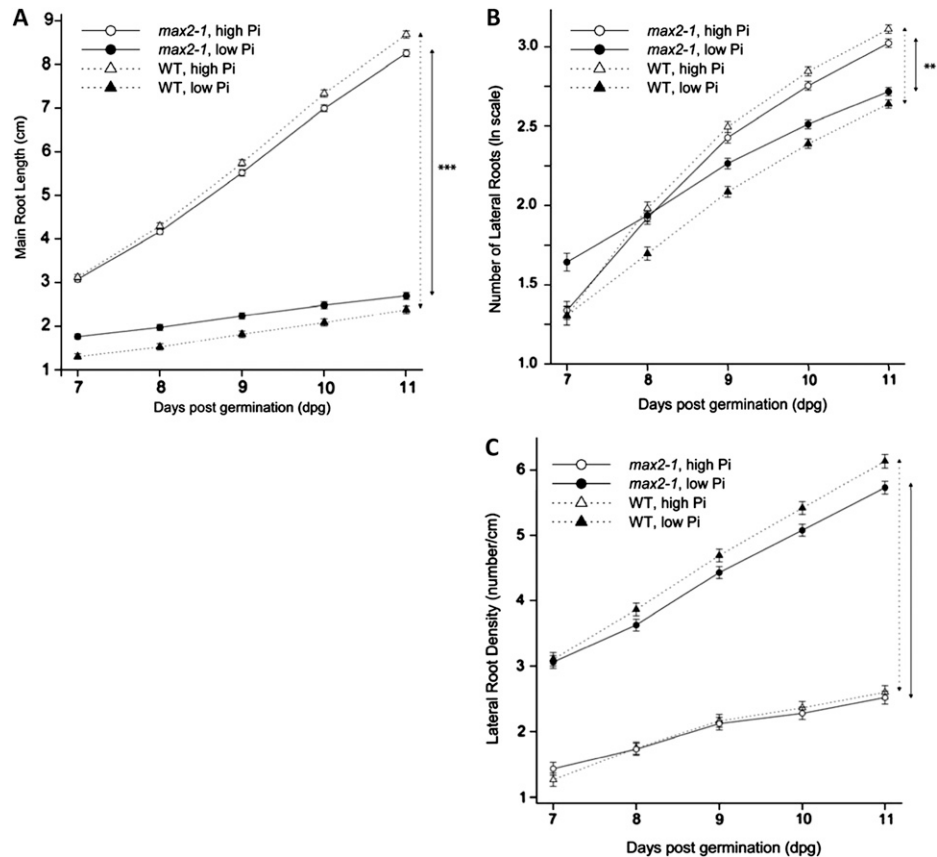 A
max2-1, high Pi
max2-1, low Pi
WT, high Pi
WT, low Pi
Main Root Length (cm)
9
8
7
6
5
4
3
2
1
***
7 8 9 10 11
Days post germination (dpg)
B
max2-1, high Pi
max2-1, low Pi
WT, high Pi
WT, low Pi
Number of Lateral Roots (ln scale)
3.0
2.5
2.0
1.5
1.0
**
7 8 9 10 11
Days post germination (dpg)
C
max2-1, high Pi
max2-1, low Pi
WT, high Pi
WT, low Pi
Lateral Root Density (number/cm)
6
5
4
3
2
1
7 8 9 10 11
Days post germination (dpg)